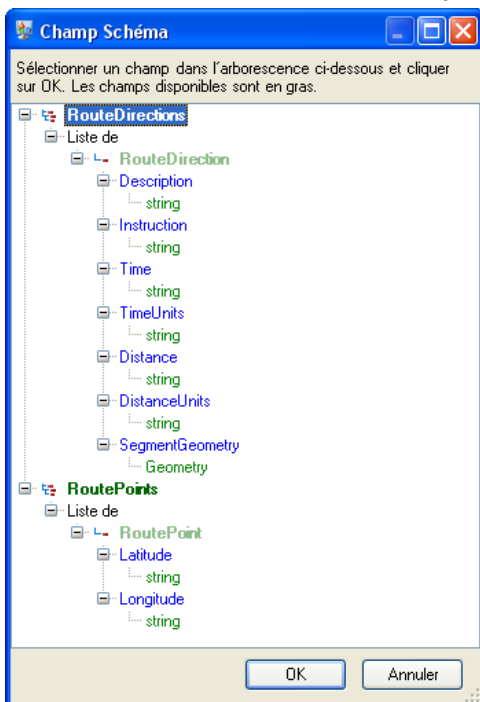 Champ Schéma
Sélectionner un champ dans l'arborescence ci-dessous et cliquer
sur OK. Les champs disponibles sont en gras.
RouteDirections
Liste de
RouteDirection
Description
string
Instruction
string
Time
string
TimeUnits
string
Distance
string
DistanceUnits
string
SegmentGeometry
Geometry
RoutePoints
Liste de
RoutePoint
Latitude
string
Longitude
string
OK Annuler